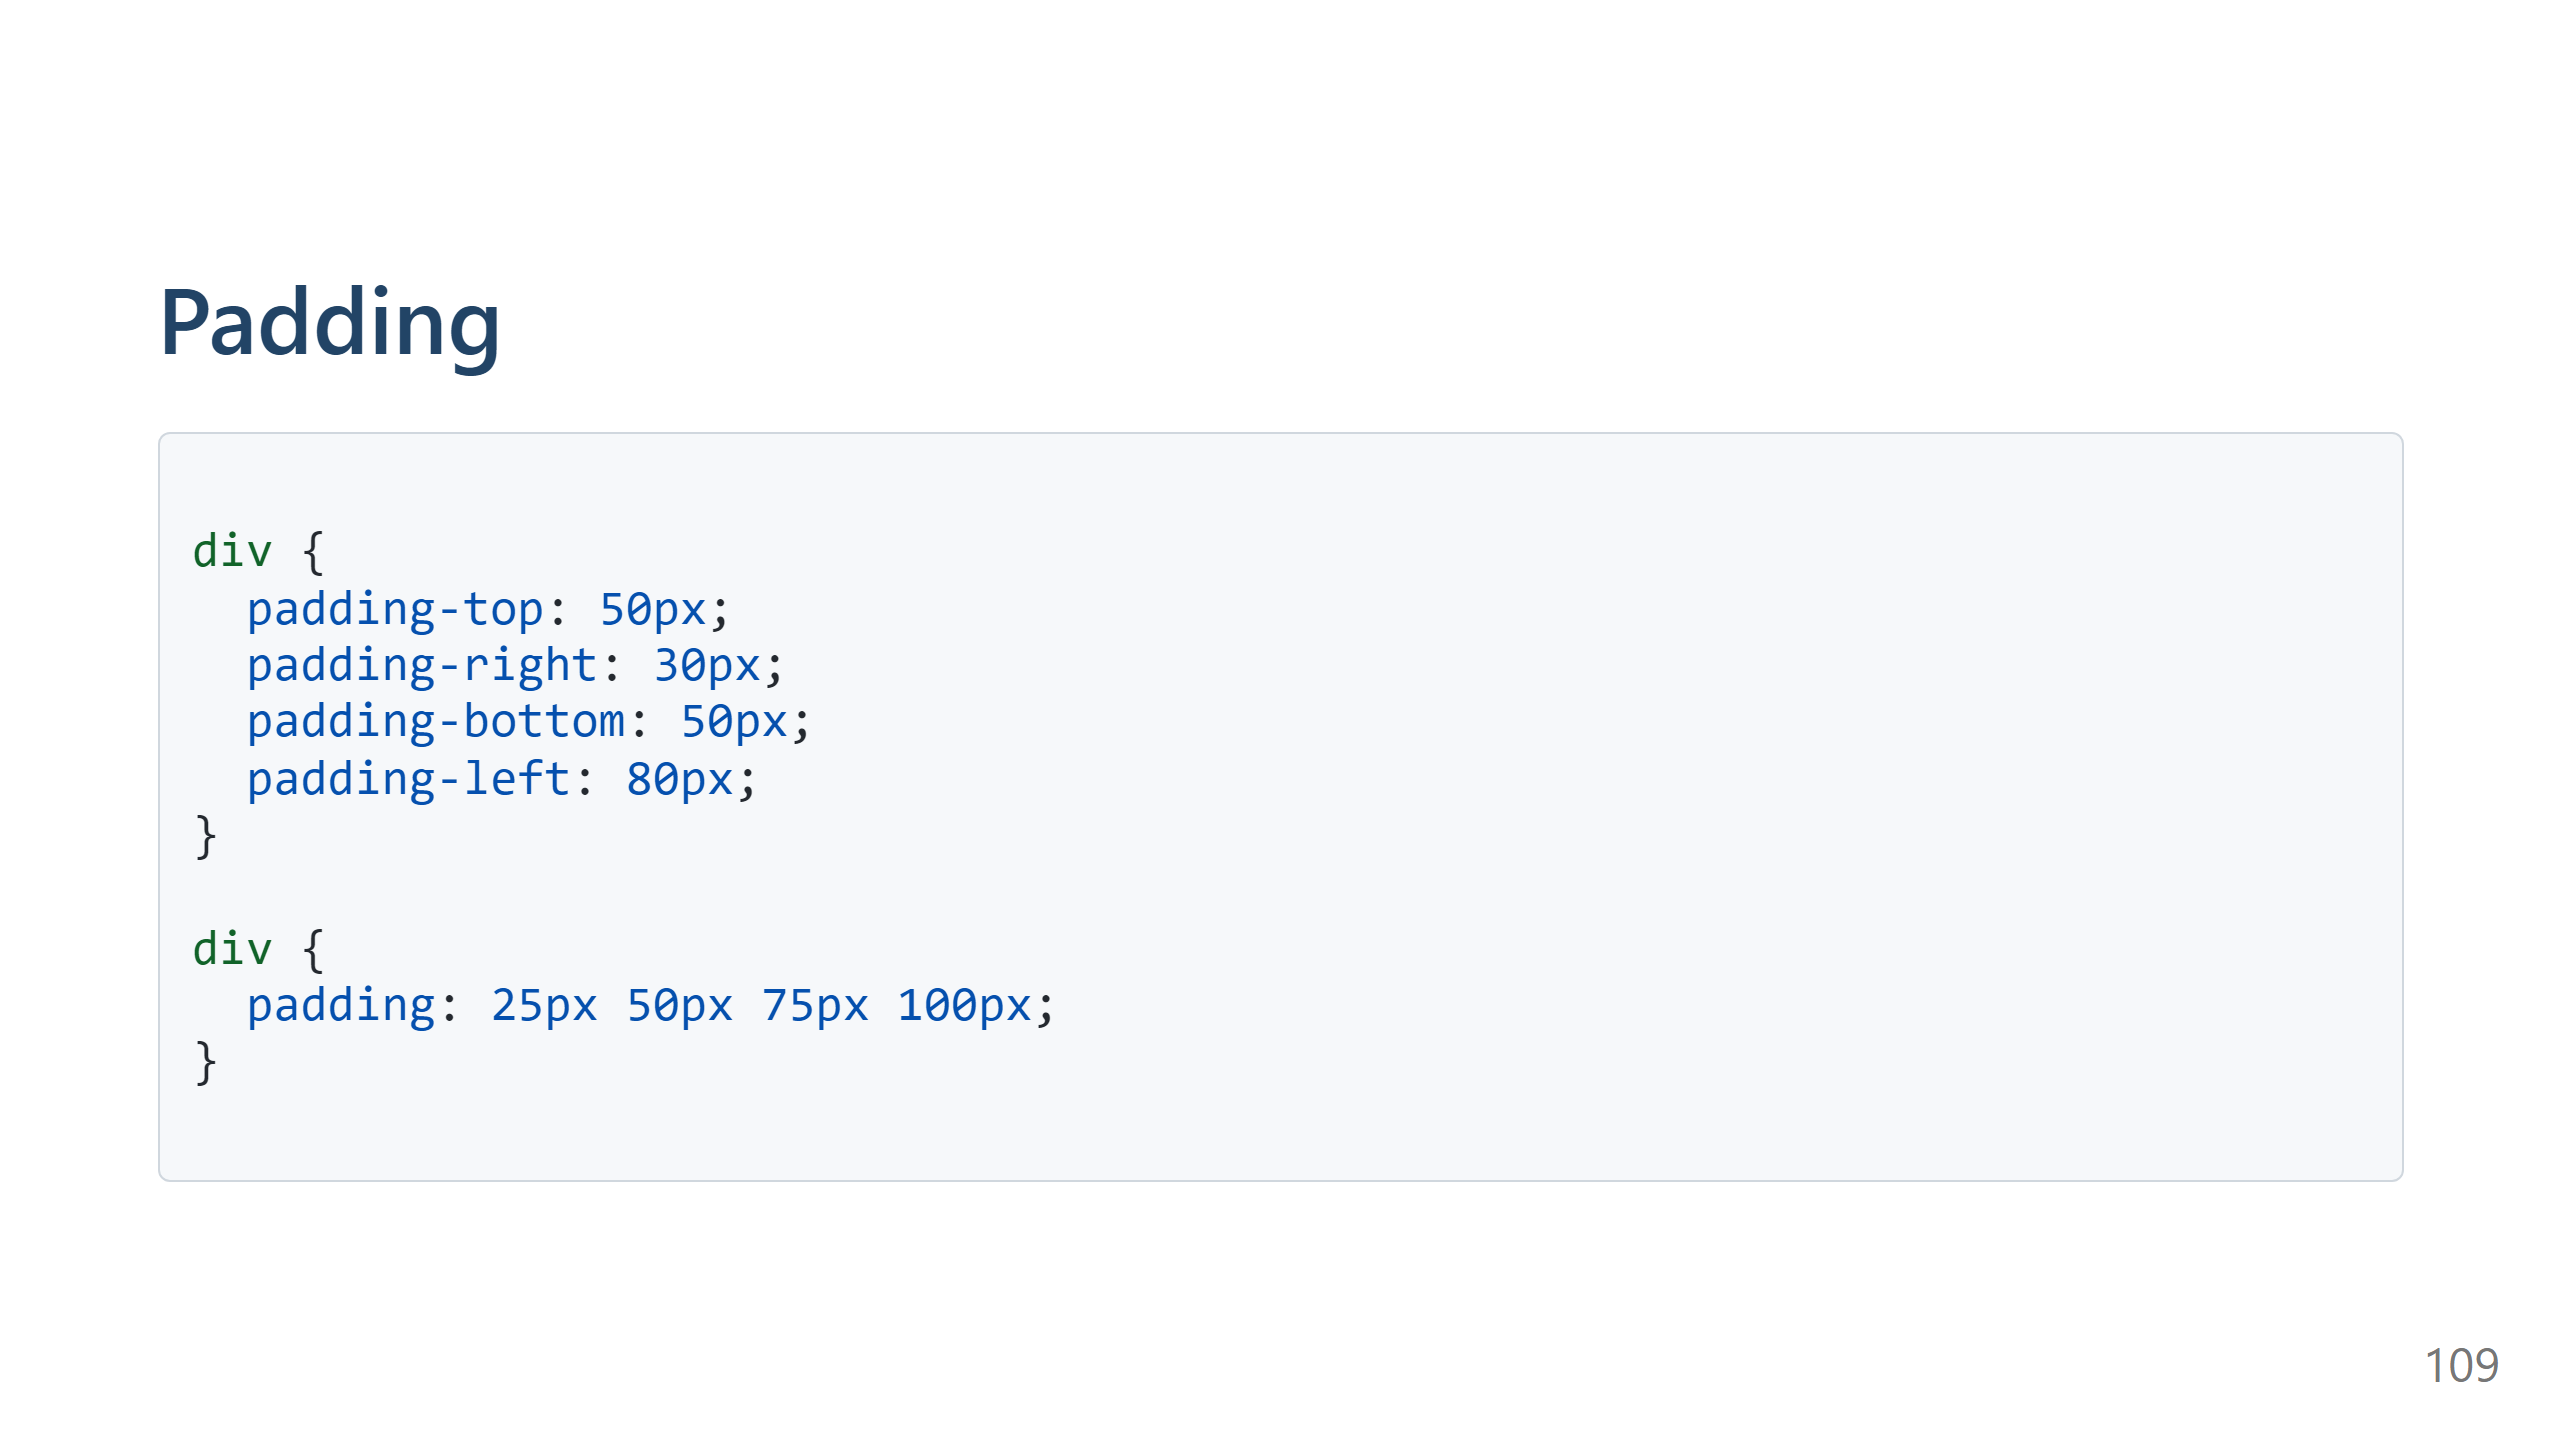 Padding
div {
  padding-top: 50px;
  padding-right: 30px;
  padding-bottom: 50px;
  padding-left: 80px;
}
div {
  padding: 25px 50px 75px 100px;
}
109